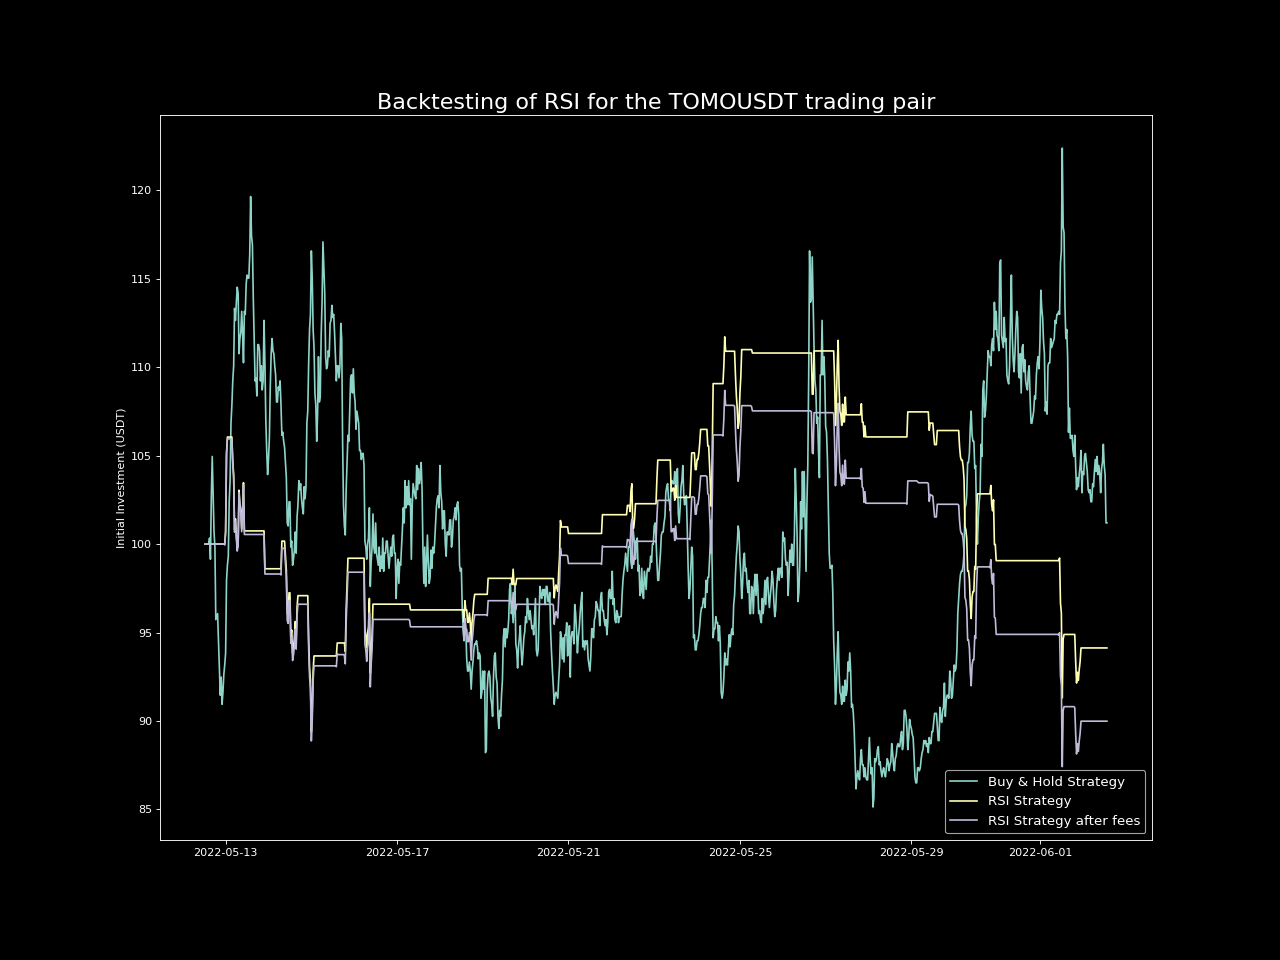 Backtesting of RSI for the TOMOUSDT trading pair
Initial Investment (USDT)
120
115
110
105
100
95
90
85
2022-05-13
2022-05-17
2022-05-21
2022-05-25
2022-05-29
2022-06-01
Buy & Hold Strategy
RSI Strategy
RSI Strategy after fees